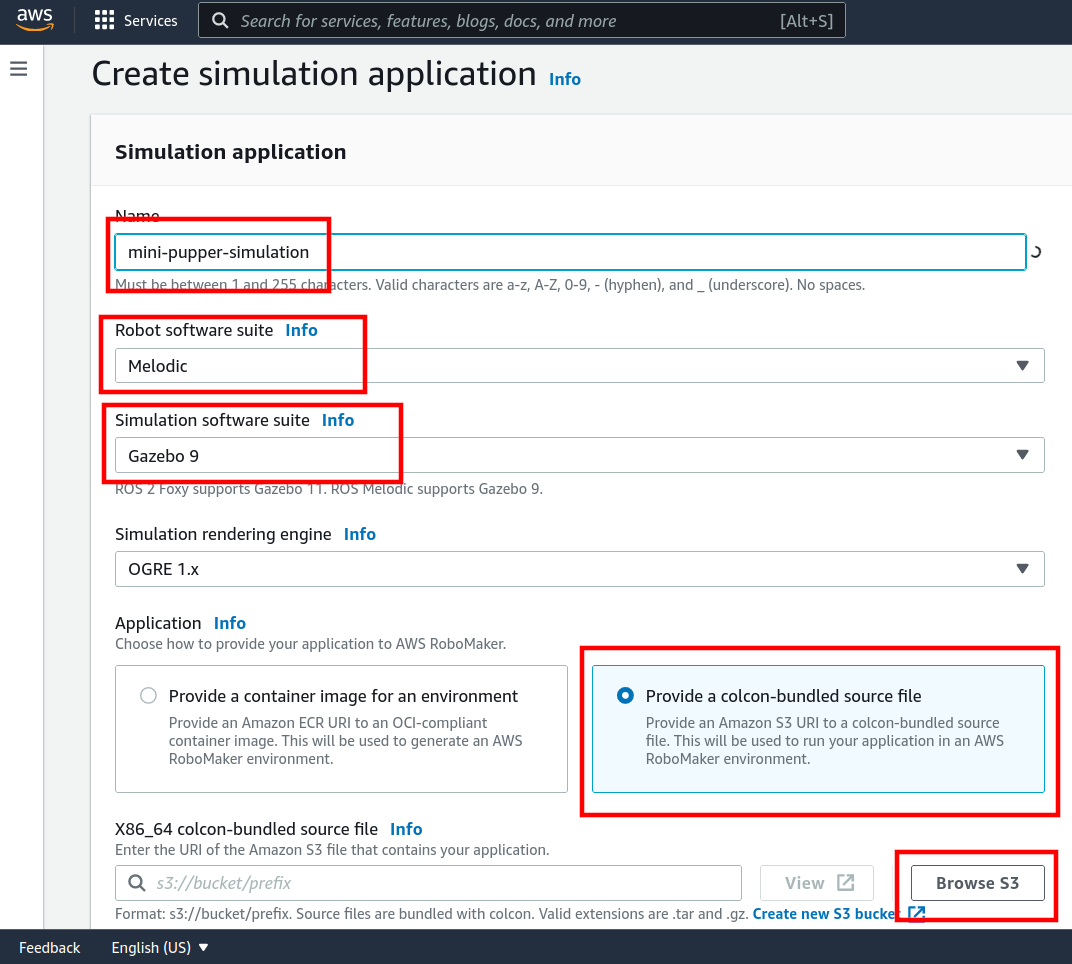 aws Services Search for services, features, blogs, docs, and more [Alt+S]
Create simulation application Info
Simulation application
Name
mini-pupper-simulation
Must be between 1 and 255 characters. Valid characters are a-z, A-Z, 0-9, - (hyphen), and _ (underscore). No spaces.
Robot software suite Info
Melodic
Simulation software suite Info
Gazebo 9
ROS 2 Foxy supports Gazebo 11. ROS Melodic supports Gazebo 9.
Simulation rendering engine Info
OGRE 1.x
Application Info
Choose how to provide your application to AWS RoboMaker.
Provide a container image for an environment
Provide an Amazon ECR URI to an OCI-compliant
container image. This will be used to generate an AWS
RoboMaker environment.
Provide a colcon-bundled source file
Provide an Amazon S3 URI to a colcon-bundled source
file. This will be used to run your application in an AWS
RoboMaker environment.
X86_64 colcon-bundled source file Info
Enter the URI of the Amazon S3 file that contains your application.
s3://bucket/prefix View Browse S3
Format: s3://bucket/prefix. Source files are bundled with colcon. Valid extensions are .tar and .gz. Create new S3 bucket
Feedback English (US)